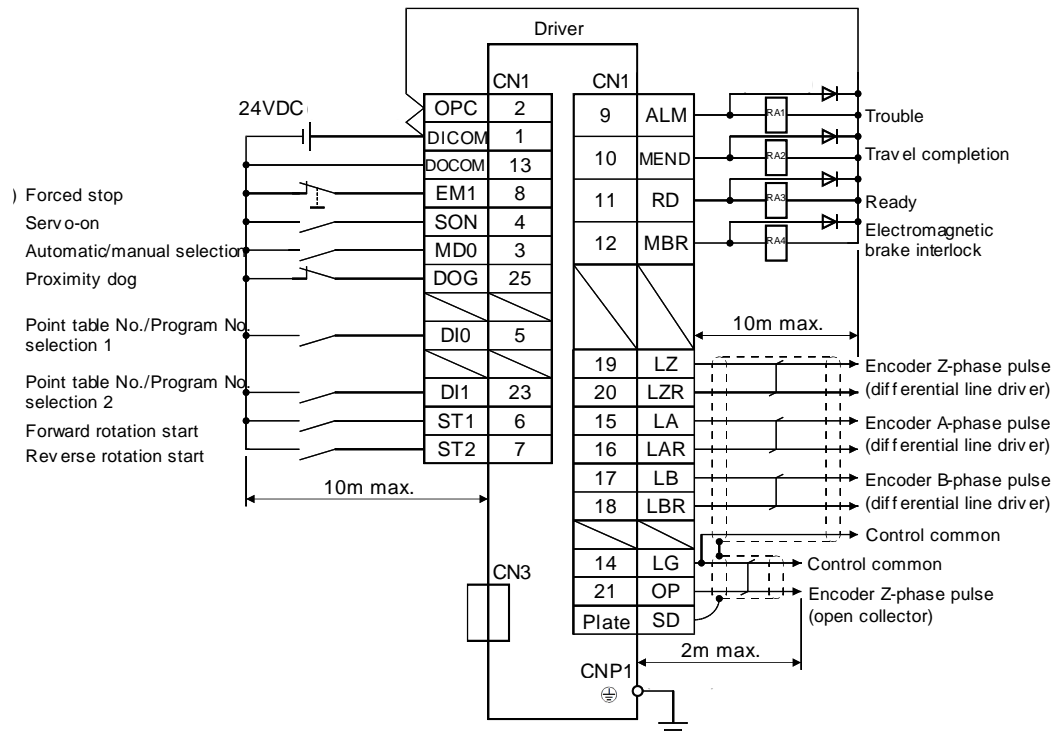 Driver
CN1
CN1
24VDC
OPC 2
DICOM 1
DOCOM 13
) Forced stop EM1 8
Servo-on SON 4
Automatic/manual selection MD0 3
Proximity dog DOG 25
Point table No./Program No.
selection 1
DI0 5
Point table No./Program No.
selection 2
DI1 23
Forward rotation start ST1 6
Reverse rotation start ST2 7
10m max.
CN3
9 ALM RA1 Trouble
10 MEND RA2 Travel completion
11 RD RA3 Ready
12 MBR RA4 Electromagnetic
brake interlock
10m max.
19 LZ Encoder Z-phase pulse
20 LZR (differential line driver)
15 LA Encoder A-phase pulse
16 LAR (differential line driver)
17 LB Encoder B-phase pulse
18 LBR (differential line driver)
Control common
14 LG Control common
21 OP Encoder Z-phase pulse
(open collector)
Plate SD
2m max.
CNP1